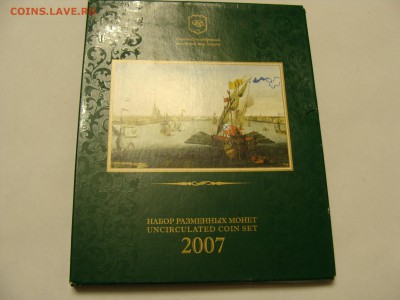 COINS.LAVE.RU
НАБОР РАЗМЕННЫХ МОНЕТ
UNCIRCULATED COIN SET
2007